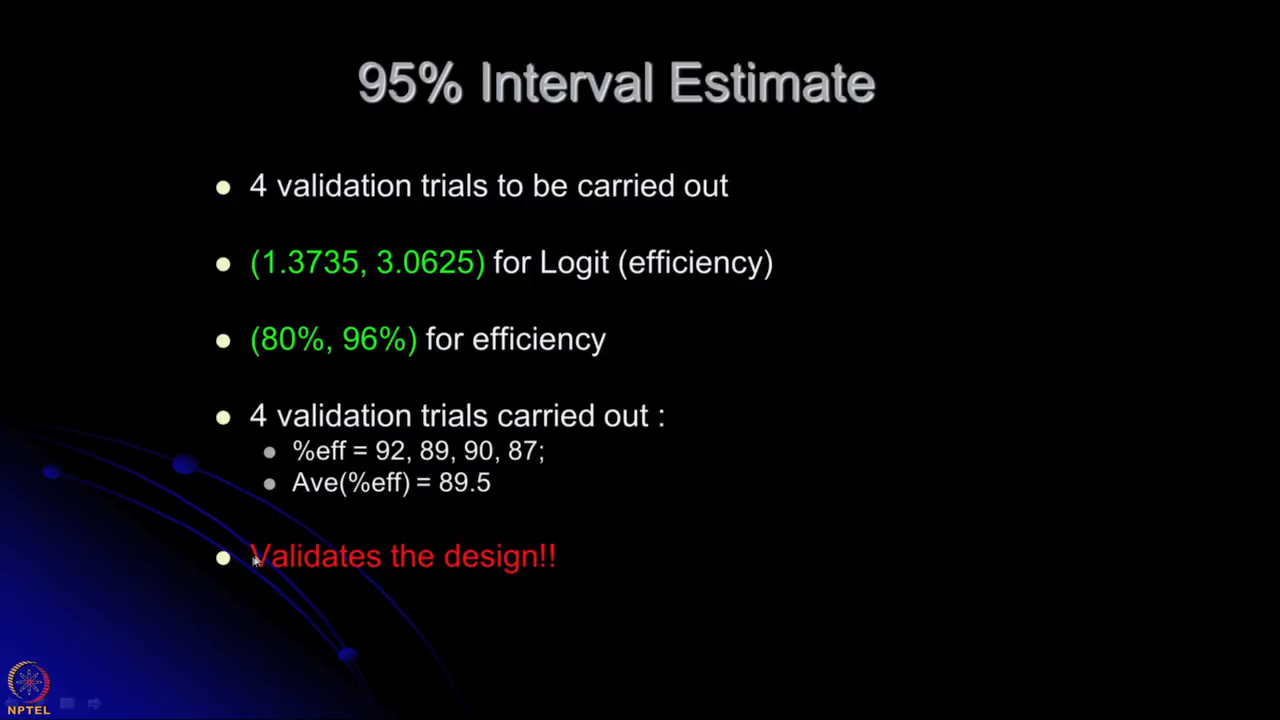 95% Interval Estimate
4 validation trials to be carried out
(1.3735, 3.0625) for Logit (efficiency)
(80%, 96%) for efficiency
4 validation trials carried out :
%eff = 92, 89, 90, 87;
Ave(%eff) = 89.5
Validates the design!!
NPTEL